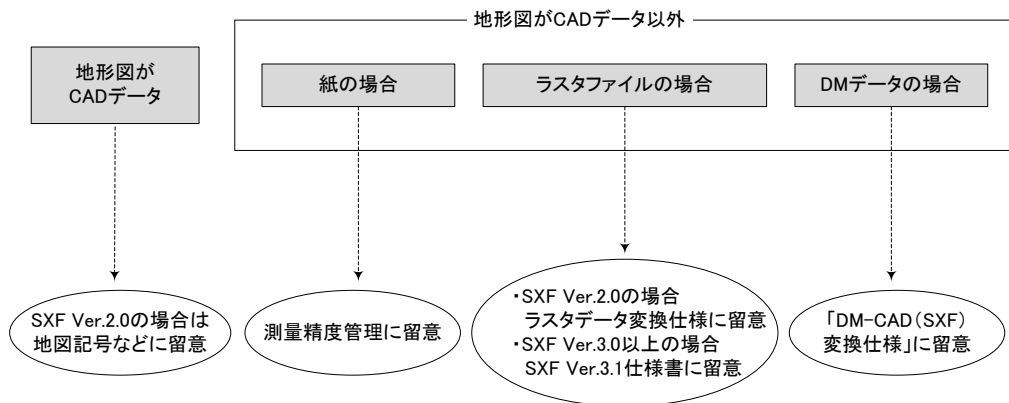 地形図がCADデータ以外
地形図が
CADデータ
紙の場合
ラスタファイルの場合
DMデータの場合
SXF Ver.2.0の場合は
地図記号などに留意
測量精度管理に留意
・SXF Ver.2.0の場合
ラスタデータ変換仕様に留意
・SXF Ver.3.0以上の場合
SXF Ver.3.1仕様書に留意
「DM-CAD(SXF)
変換仕様」に留意